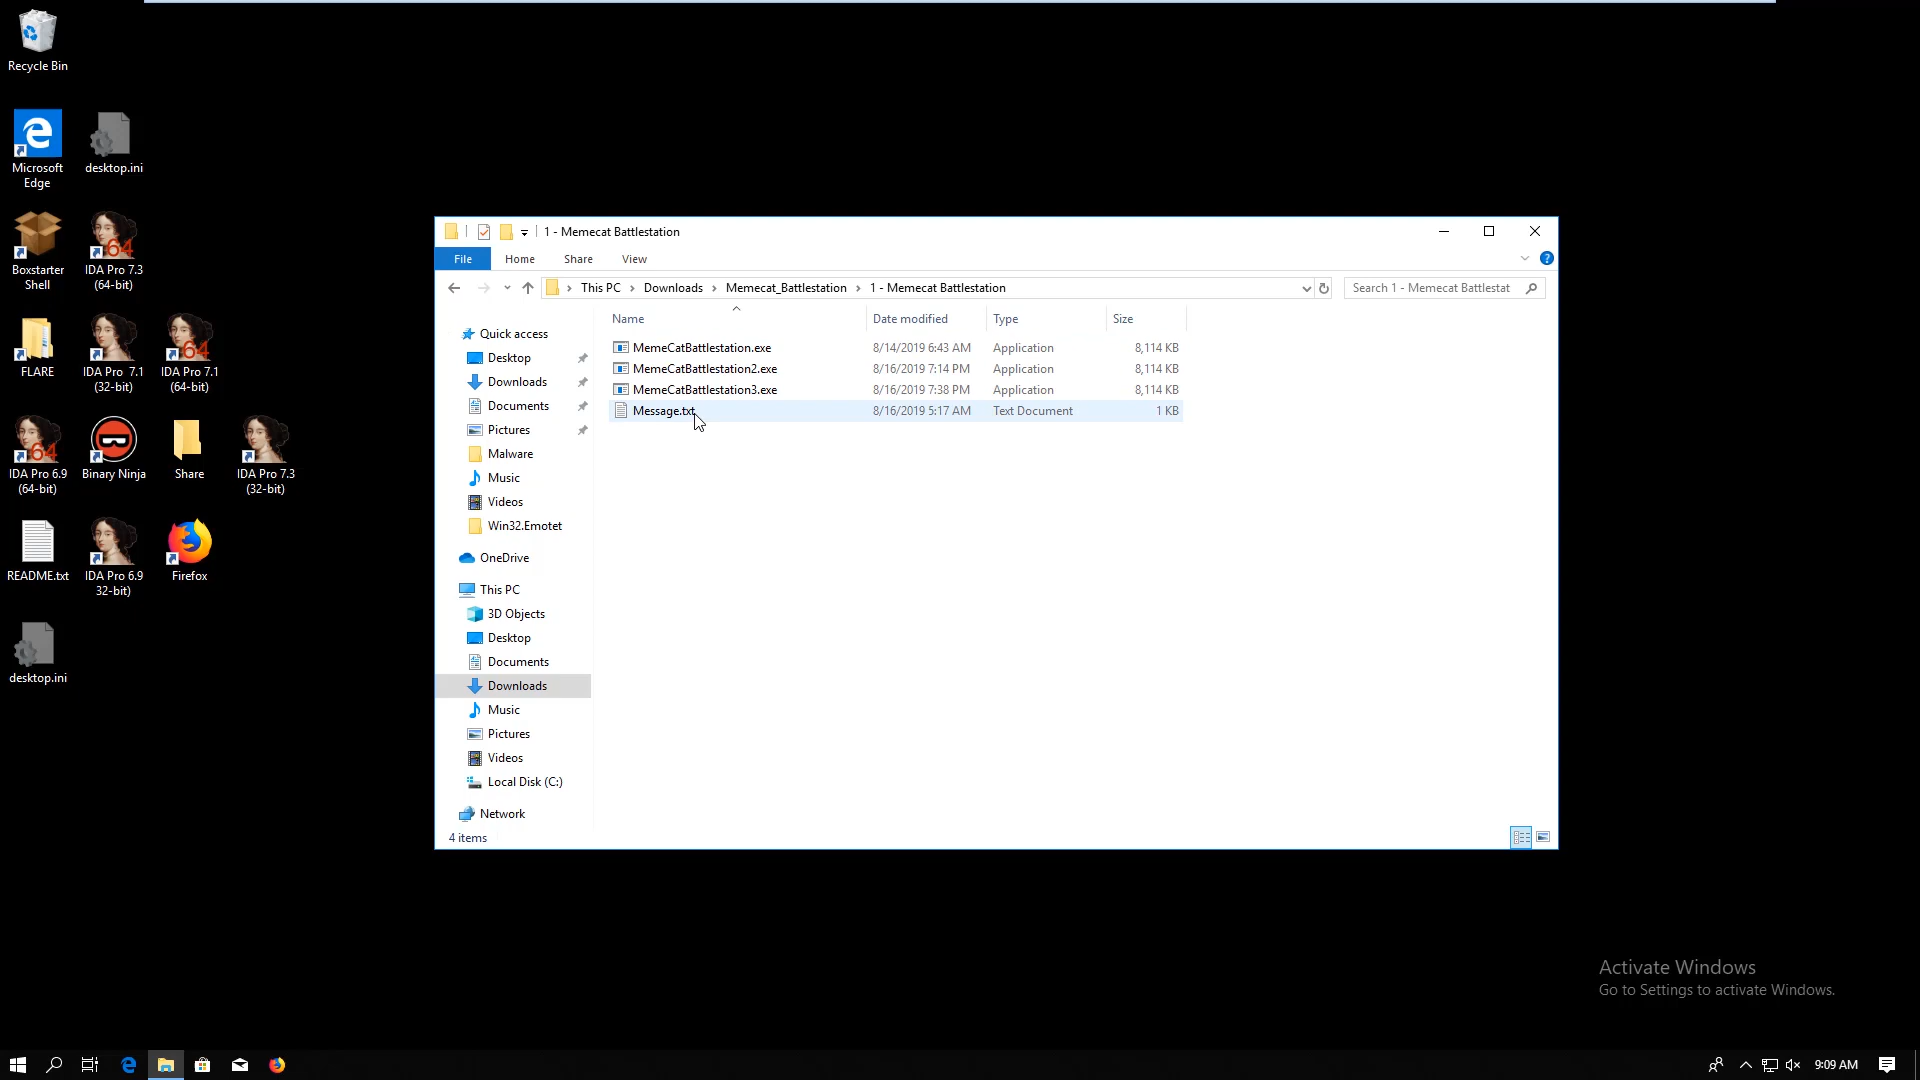 Recycle Bin
Microsoft
Edge
desktop.ini
Boxstarter
Shell
64
IDA Pro 7.3
(64-bit)
FLARE
IDA Pro  7.1
(32-bit)
64
IDA Pro 7.1
(64-bit)
64
IDA Pro 6.9
(64-bit)
Binary Ninja
Share
IDA Pro 7.3
(32-bit)
README.txt
IDA Pro 6.9
32-bit)
Firefox
desktop.ini
1 - Memecat Battlestation
File Home Share View
This PC Downloads Memecat_Battlestation 1 - Memecat Battlestation
Search 1 - Memecat Battlestat
Name Date modified Type Size
MemeCatBattlestation.exe 8/14/2019 6:43 AM Application 8,114 KB
MemeCatBattlestation2.exe 8/16/2019 7:14 PM Application 8,114 KB
MemeCatBattlestation3.exe 8/16/2019 7:38 PM Application 8,114 KB
Message.txt 8/16/2019 5:17 AM Text Document 1 KB
Quick access
Desktop
Downloads
Documents
Pictures
Malware
Music
Videos
Win32.Emotet
OneDrive
This PC
3D Objects
Desktop
Documents
Downloads
Music
Pictures
Videos
Local Disk (C:)
Network
4 items
Activate Windows
Go to Settings to activate Windows.
9:09 AM